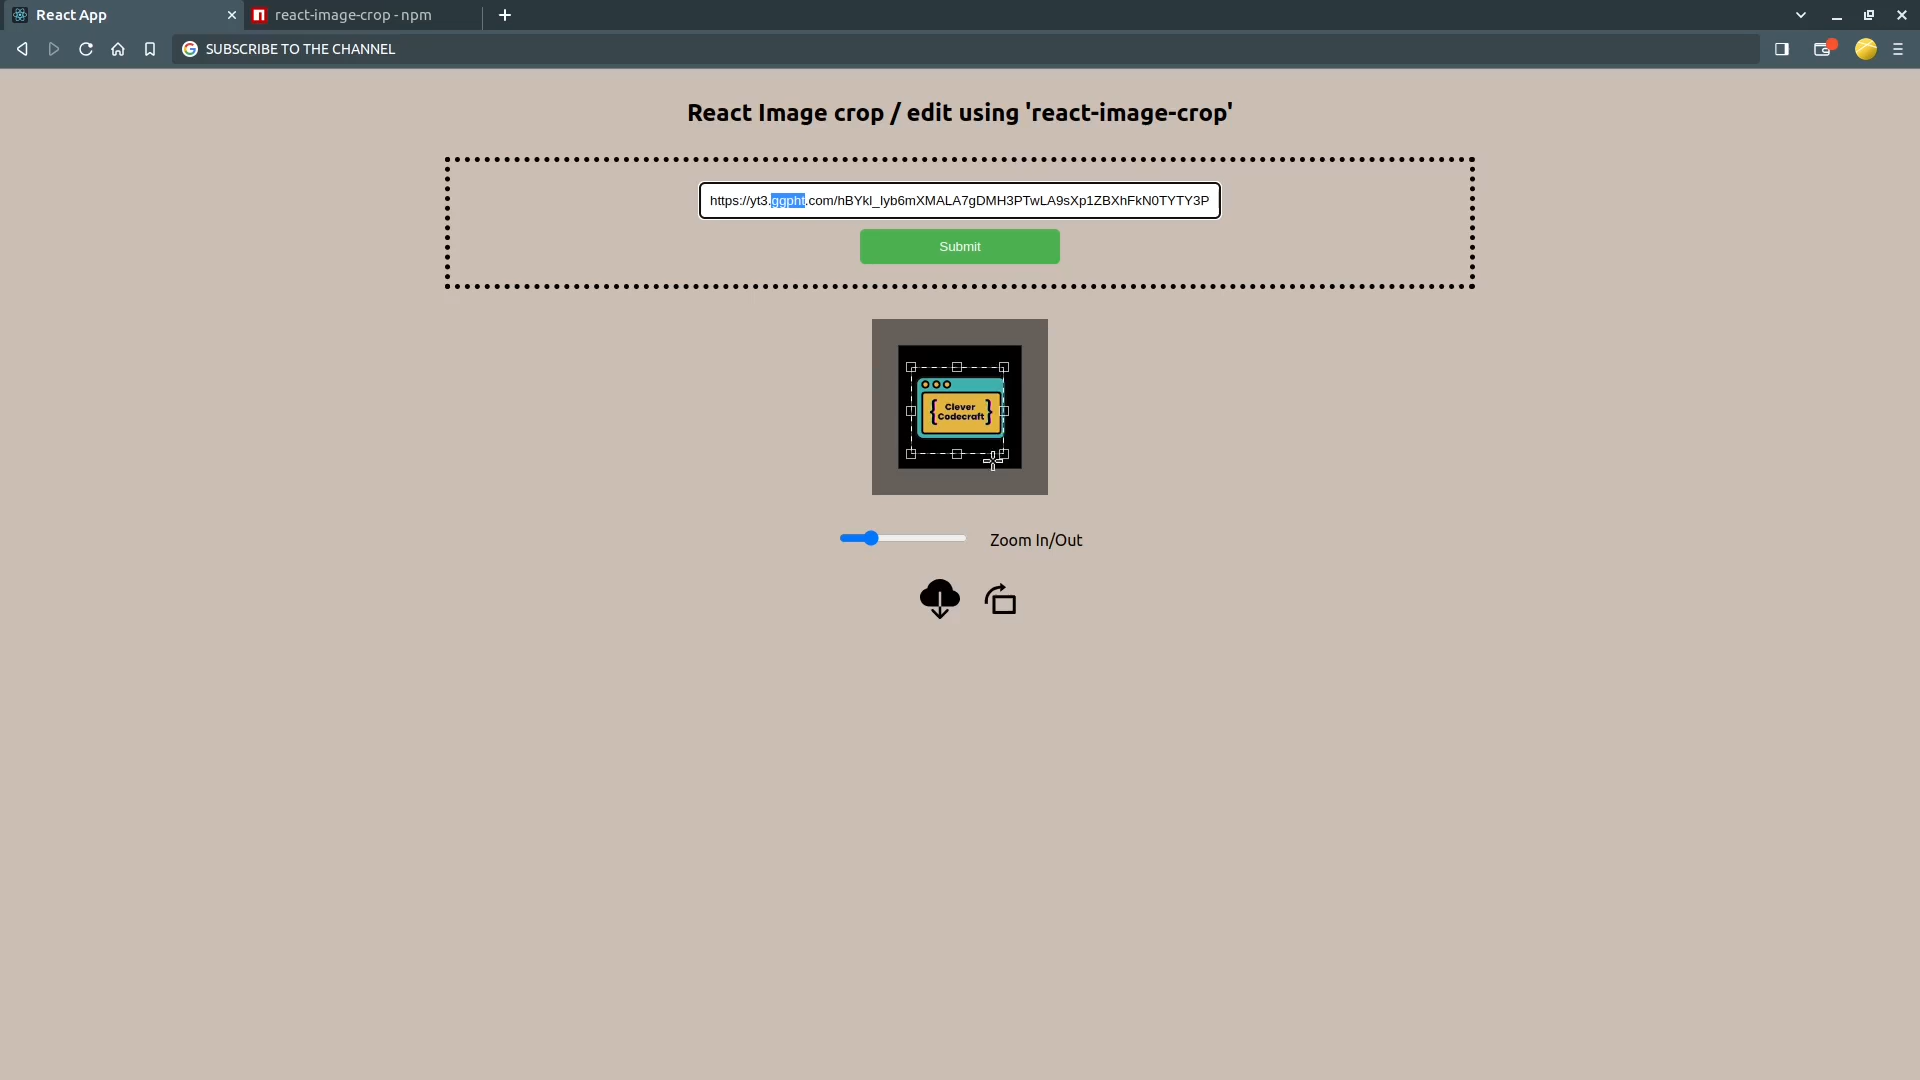 React App
react-image-crop - npm
SUBSCRIBE TO THE CHANNEL
React Image crop / edit using 'react-image-crop'
https://yt3.ggpht.com/hBYkl_Iyb6mXMALA7gDMH3PTwLA9sXp1ZBXhFkN0TYTY3P
Submit
{ Clever
Codecraft }
Zoom In/Out